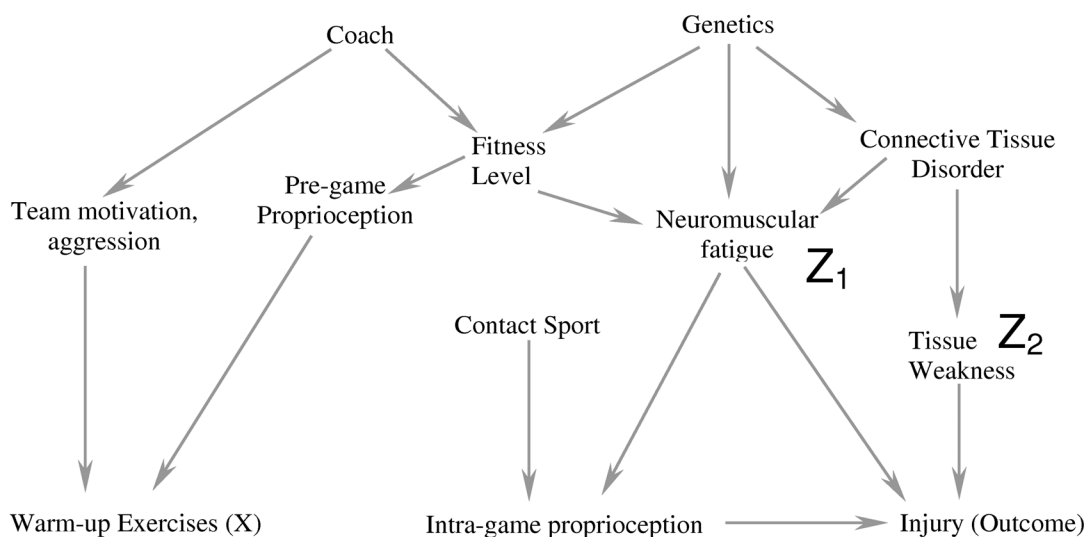 Coach
Genetics
Fitness
Level
Connective Tissue
Disorder
Pre-game
Proprioception
Team motivation,
aggression
Neuromuscular
fatigue
Z1
Contact Sport
Tissue
Weakness
Z2
Warm-up Exercises (X)
Intra-game proprioception
Injury (Outcome)